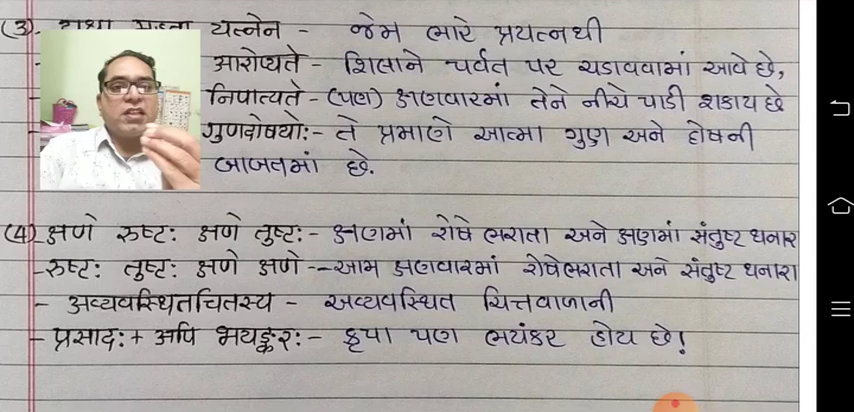 (3). यथा महता यत्नेन - જેમ ભારે પ્રયત્નથી
आरोप्यते - શિલાને પર્વત પર ચડાવવામાં આવે છે,
निपात्यते - (પણ) ક્ષણવારમાં તેને નીચે પાડી શકાય છે
गुणदोषयो:- તે પ્રમાણે આત્મા ગુણ અને દોષની
બાબતમાં છે.
(4) क्षणे रुष्ट: क्षणे तुष्ट:- ક્ષણમાં રોષે ભરાતા અને ક્ષણમાં સંતુષ્ટ થનાર
-रुष्ट: तुष्ट: क्षणे क्षणे -- આમ ક્ષણવારમાં રોષેભરાતા અને સંતુષ્ટ થનારા
- अव्यवस्थितचितस्य - અવ્યવસ્થિત ચિત્તવાળાની
- प्रसाद:+ अपि भयङ्कर:- કૃપા પણ ભયંકર હોય છે!